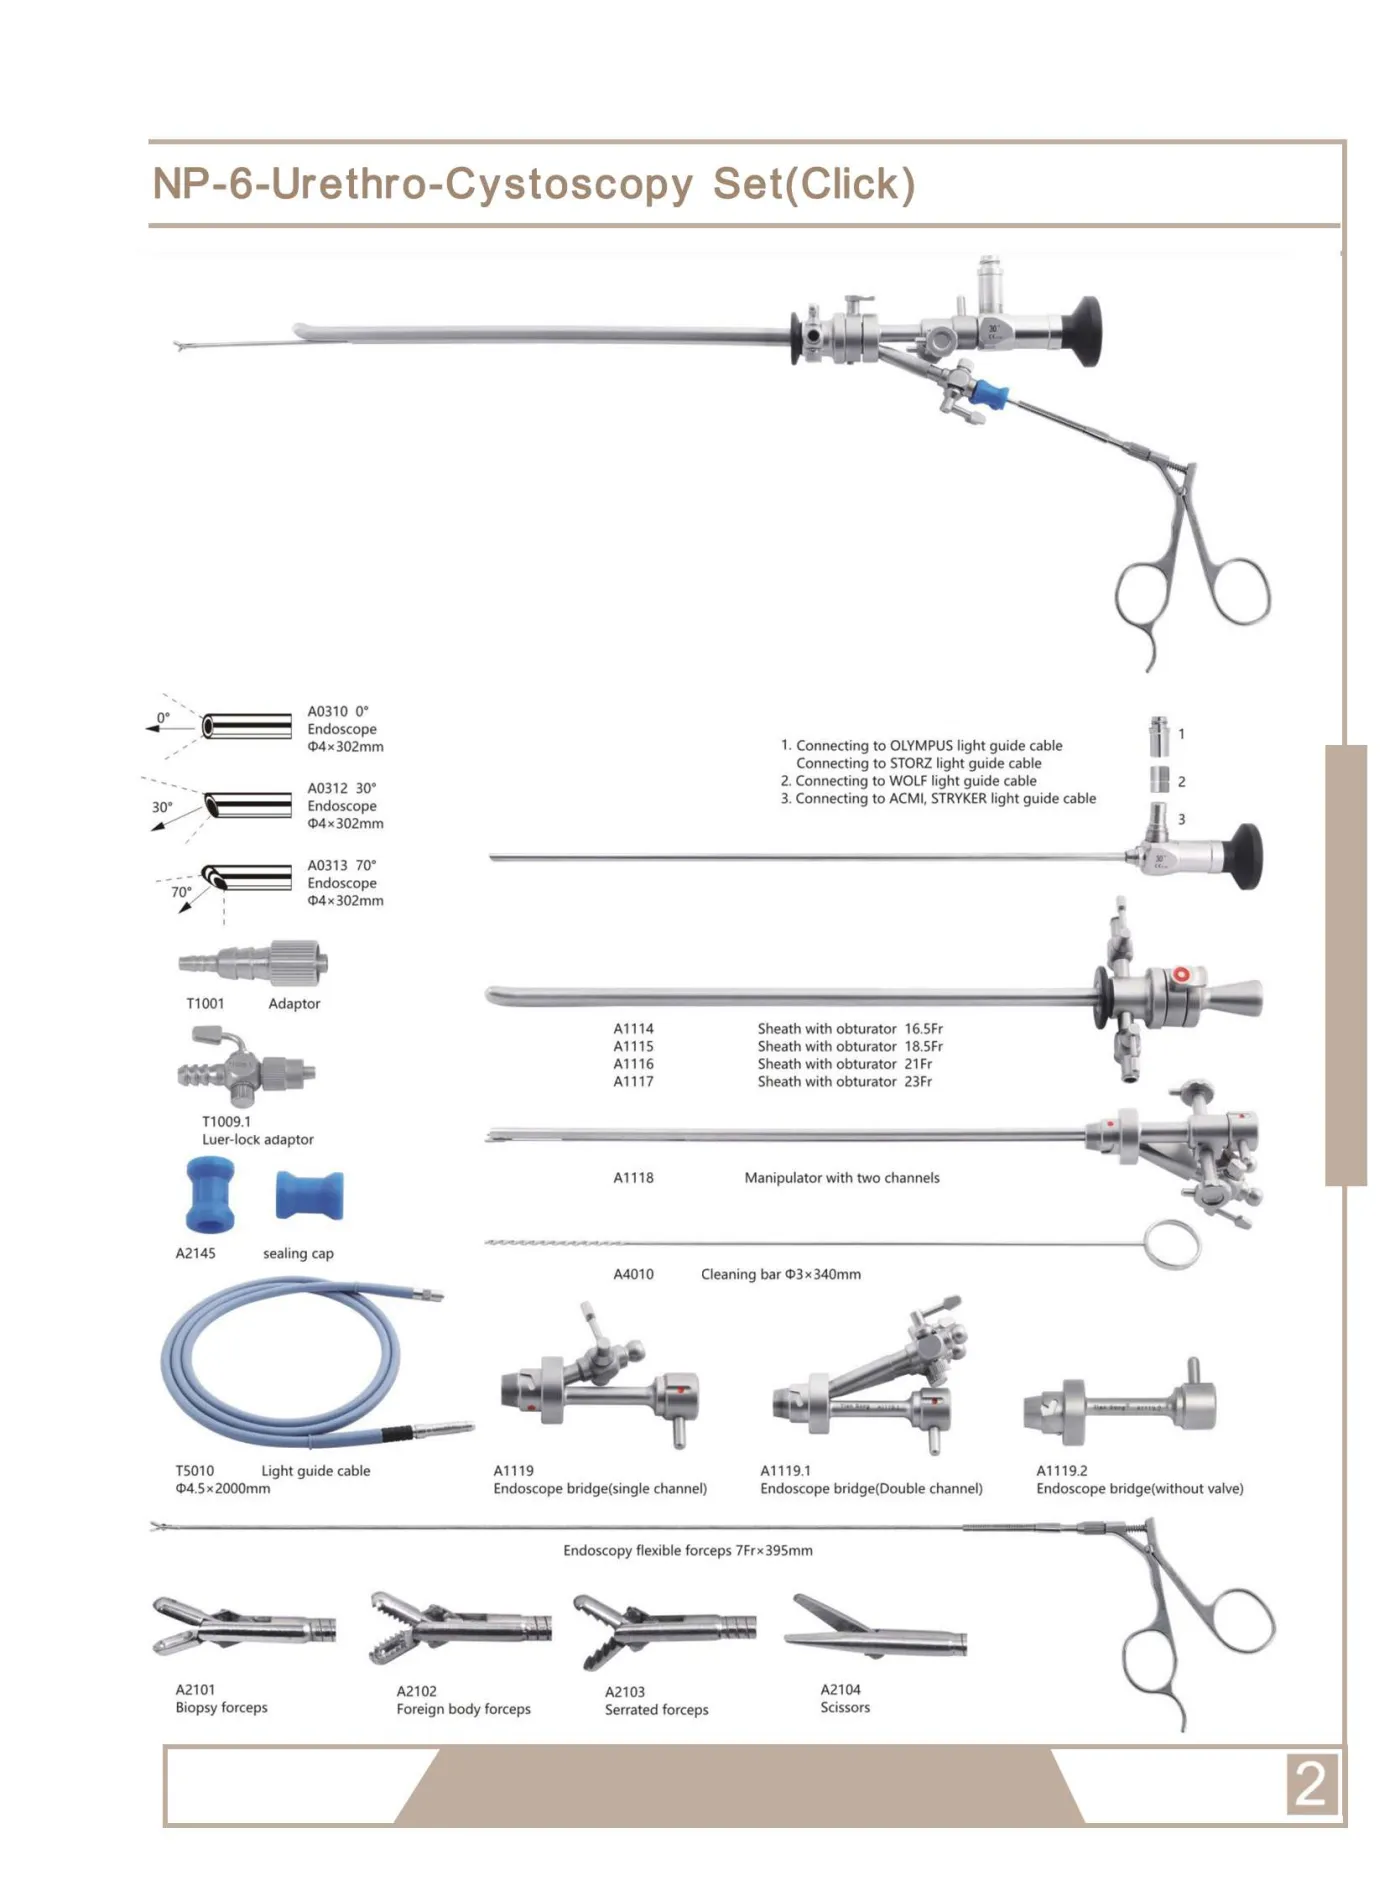 NP-6-Urethro-Cystoscopy Set(Click)
30°
0°
A0310 0°
Endoscope
Φ4×302mm
30°
A0312 30°
Endoscope
Φ4×302mm
70°
A0313 70°
Endoscope
Φ4×302mm
1. Connecting to OLYMPUS light guide cable
Connecting to STORZ light guide cable
2. Connecting to WOLF light guide cable
3. Connecting to ACMI, STRYKER light guide cable
1
2
3
30°
T1001 Adaptor
A1114 Sheath with obturator 16.5Fr
A1115 Sheath with obturator 18.5Fr
A1116 Sheath with obturator 21Fr
A1117 Sheath with obturator 23Fr
T1009.1
Luer-lock adaptor
A1118 Manipulator with two channels
A2145 sealing cap
A4010 Cleaning bar Φ3×340mm
T5010 Light guide cable
Φ4.5×2000mm
A1119
Endoscope bridge(single channel)
A1119.1
Endoscope bridge(Double channel)
A1119.2
Endoscope bridge(without valve)
Endoscopy flexible forceps 7Fr×395mm
A2101
Biopsy forceps
A2102
Foreign body forceps
A2103
Serrated forceps
A2104
Scissors
2